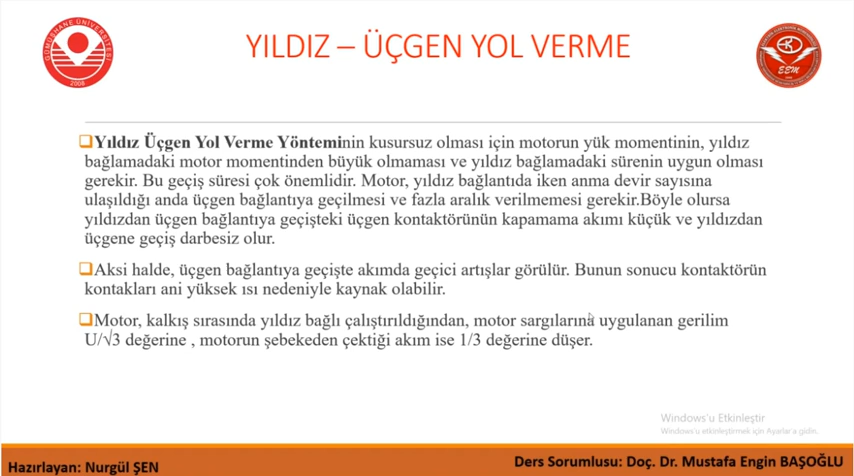 GÜMÜŞHANE ÜNİVERSİTESİ
2008
YILDIZ – ÜÇGEN YOL VERME
EEM
Yıldız Üçgen Yol Verme Yönteminin kusursuz olması için motorun yük momentinin, yıldız
bağlamadaki motor momentinden büyük olmaması ve yıldız bağlamadaki sürenin uygun olması
gerekir. Bu geçiş süresi çok önemlidir. Motor, yıldız bağlantıda iken anma devir sayısına
ulaşıldığı anda üçgen bağlantıya geçilmesi ve fazla aralık verilmemesi gerekir.Böyle olursa
yıldızdan üçgen bağlantıya geçişteki üçgen kontaktörünün kapamama akımı küçük ve yıldızdan
üçgene geçiş darbesiz olur.
Aksi halde, üçgen bağlantıya geçişte akımda geçici artışlar görülür. Bunun sonucu kontaktörün
kontakları ani yüksek ısı nedeniyle kaynak olabilir.
Motor, kalkış sırasında yıldız bağlı çalıştırıldığından, motor sargılarına uygulanan gerilim
U/√3 değerine , motorun şebekeden çektiği akım ise 1/3 değerine düşer.
Windows'u Etkinleştir
Windows'u etkinleştirmek için Ayarlar'a gidin.
Hazırlayan: Nurgül ŞEN
Ders Sorumlusu: Doç. Dr. Mustafa Engin BAŞOĞLU